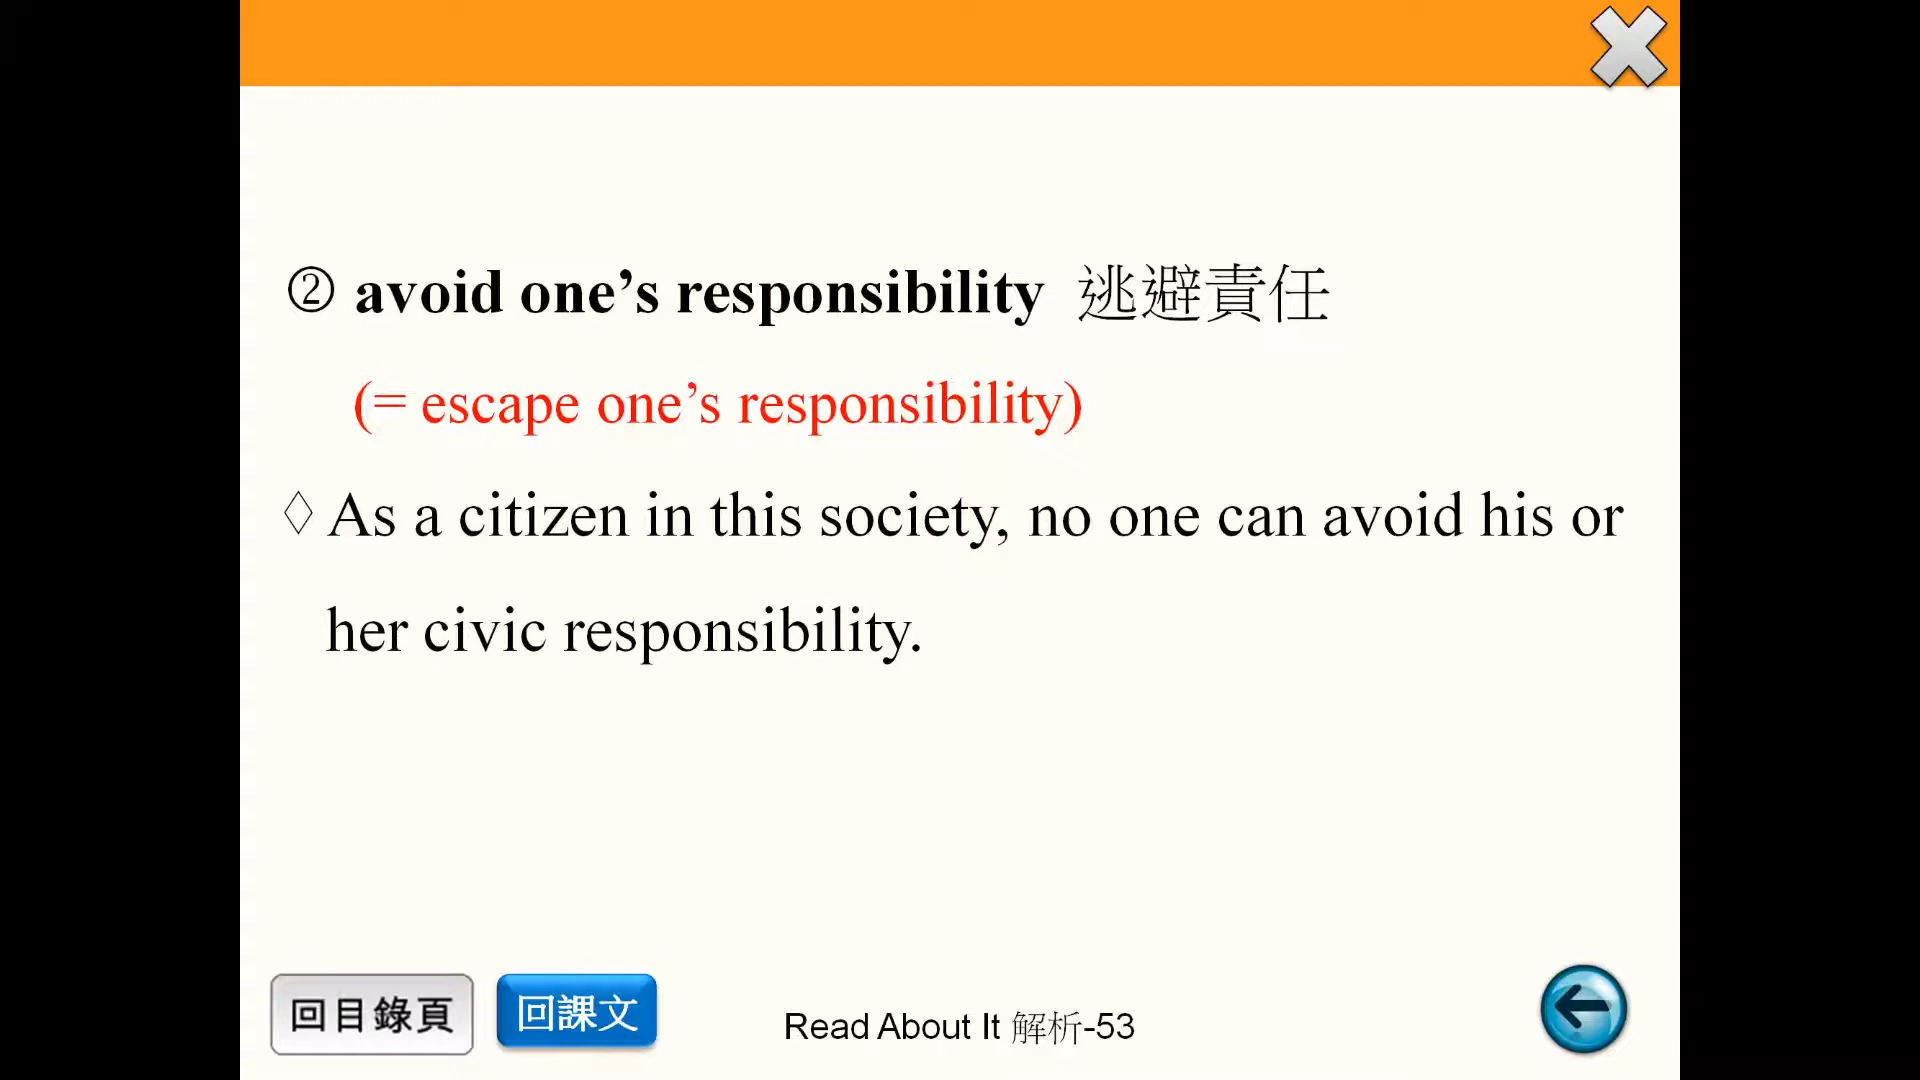 ② avoid one’s responsibility 逃避責任
(= escape one’s responsibility)
◊ As a citizen in this society, no one can avoid his or
her civic responsibility.
回目錄頁 回課文 Read About It 解析-53